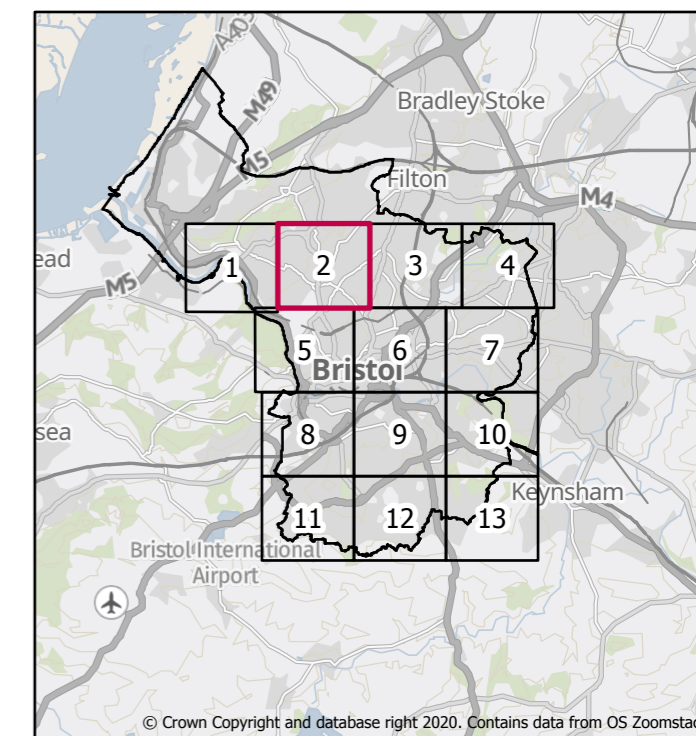 A403
M49
Bradley Stoke
M5
Filton
M4
ead
M5
1
2
3
4
5
6
7
Bristol
sea
8
9
10
Keynsham
11
12
13
Bristol International
Airport
© Crown Copyright and database right 2020. Contains data from OS Zoomstac